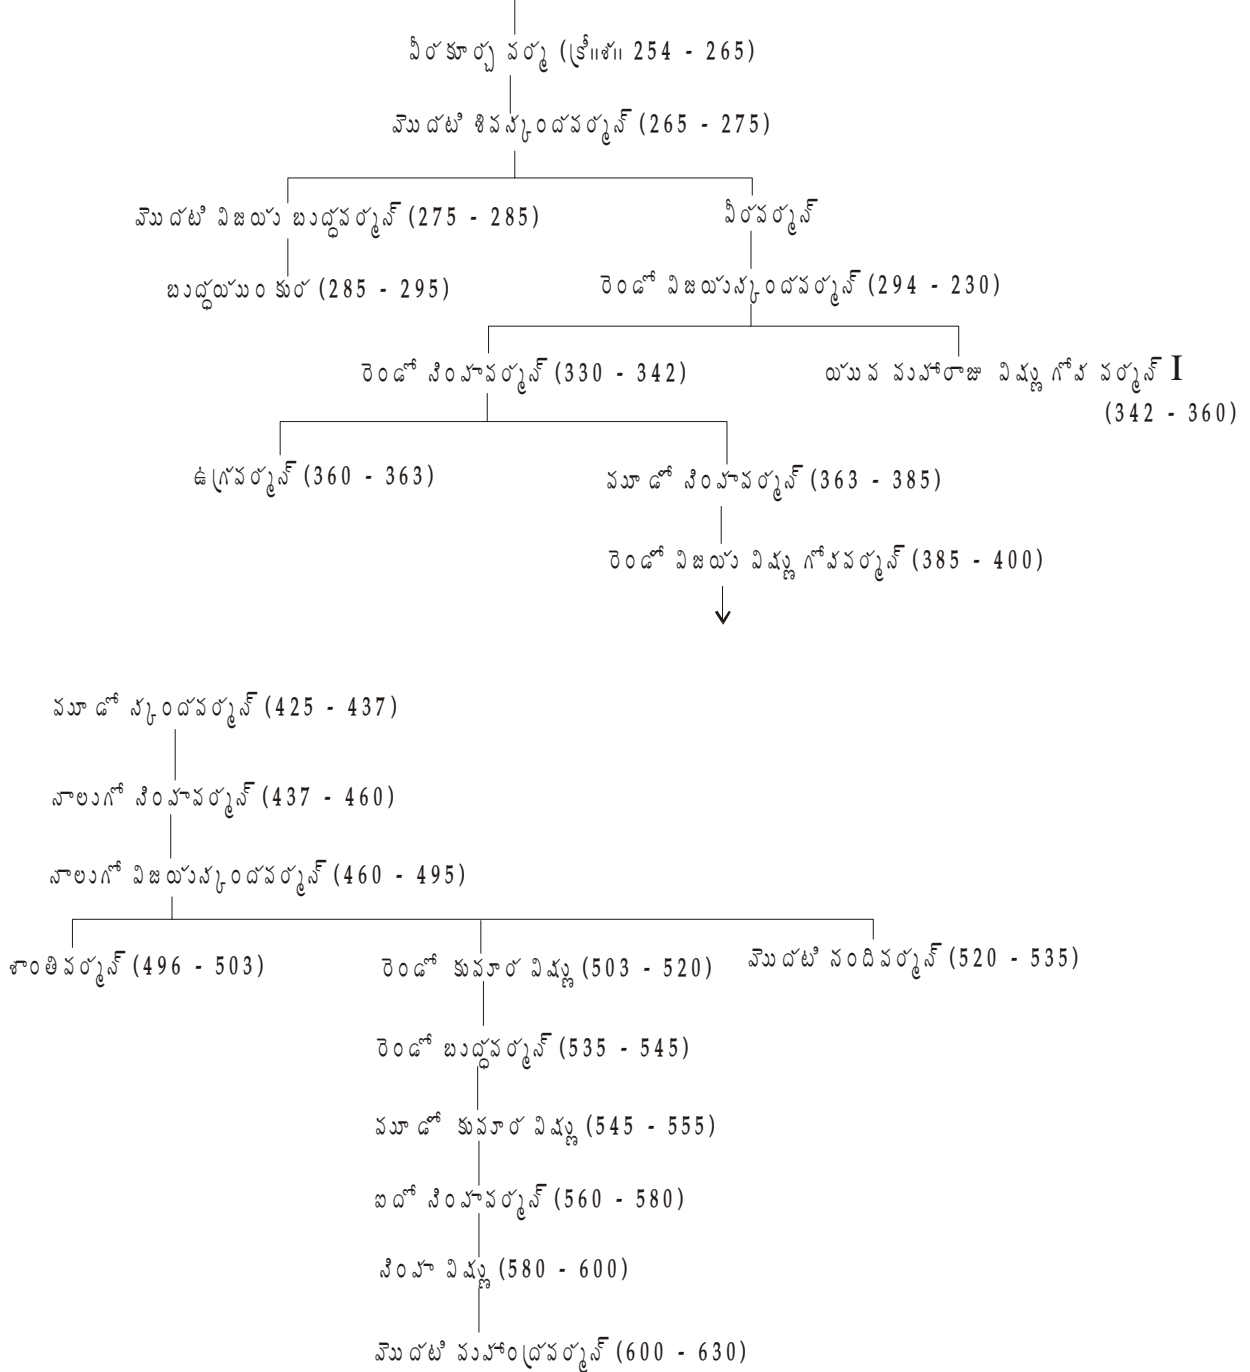 వీరకూర్చ వర్మ (క్రీ॥శ॥ 254 - 265)
మొదటి శివస్కందవర్మన్ (265 - 275)
మొదటి విజయ బుద్ధవర్మన్ (275 - 285)
వీరవర్మన్
బుద్ధయంకుర (285 - 295)
రెండో విజయస్కందవర్మన్ (294 - 230)
రెండో సింహవర్మన్ (330 - 342)
యువ మహారాజు విష్ణు గోప వర్మన్ I
(342 - 360)
ఉగ్రవర్మన్ (360 - 363)
మూడో సింహవర్మన్ (363 - 385)
రెండో విజయ విష్ణు గోపవర్మన్ (385 - 400)
మూడో స్కందవర్మన్ (425 - 437)
నాలుగో సింహవర్మన్ (437 - 460)
నాలుగో విజయస్కందవర్మన్ (460 - 495)
శాంతివర్మన్ (496 - 503)
రెండో కుమార విష్ణు (503 - 520)
మొదటి నందివర్మన్ (520 - 535)
రెండో బుద్ధవర్మన్ (535 - 545)
మూడో కుమార విష్ణు (545 - 555)
ఐదో సింహవర్మన్ (560 - 580)
సింహ విష్ణు (580 - 600)
మొదటి మహేంద్రవర్మన్ (600 - 630)